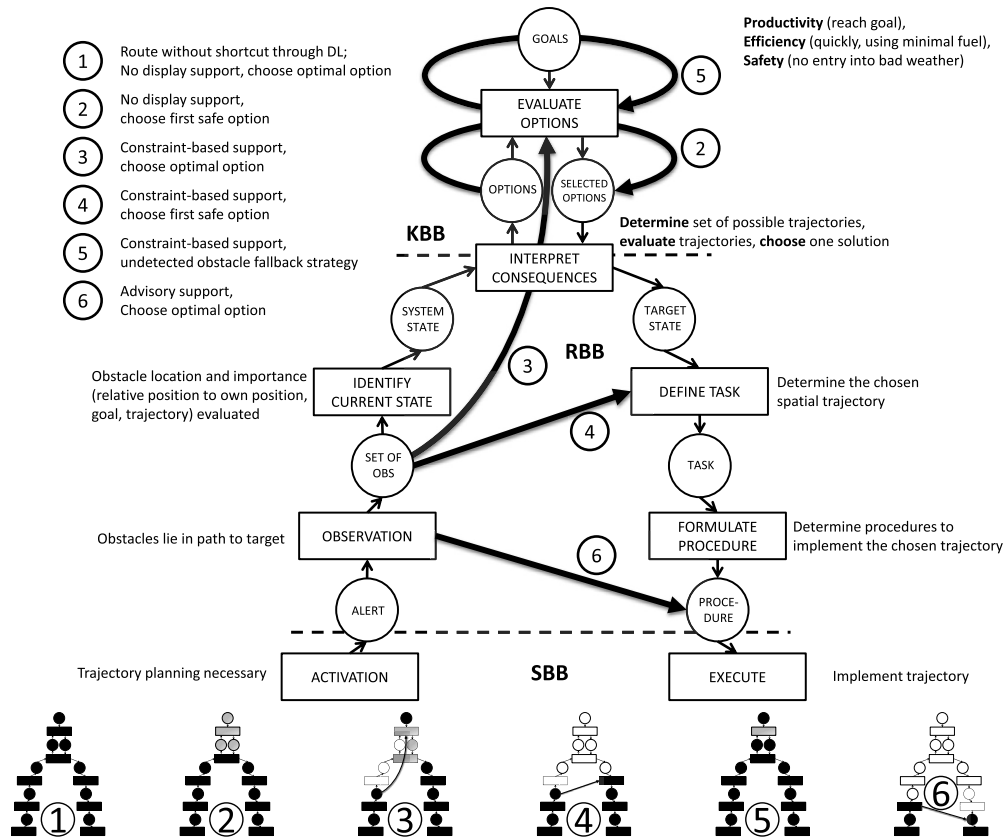 1
Route without shortcut through DL;
No display support, choose optimal option
2
No display support,
choose first safe option
3
Constraint-based support,
choose optimal option
4
Constraint-based support,
choose first safe option
5
Constraint-based support,
undetected obstacle fallback strategy
6
Advisory support,
Choose optimal option
Productivity (reach goal),
Efficiency (quickly, using minimal fuel),
Safety (no entry into bad weather)
GOALS
5
EVALUATE
OPTIONS
2
OPTIONS
SELECTED
OPTIONS
Determine set of possible trajectories,
evaluate trajectories, choose one solution
KBB
INTERPRET
CONSEQUENCES
SYSTEM
STATE
TARGET
STATE
RBB
3
Obstacle location and importance
(relative position to own position,
goal, trajectory) evaluated
IDENTIFY
CURRENT STATE
DEFINE TASK
Determine the chosen
spatial trajectory
4
SET OF
OBS
TASK
Obstacles lie in path to target
OBSERVATION
FORMULATE
PROCEDURE
Determine procedures to
implement the chosen trajectory
6
ALERT
PROCE-
DURE
Trajectory planning necessary
ACTIVATION
SBB
EXECUTE
Implement trajectory
1
2
3
4
5
6